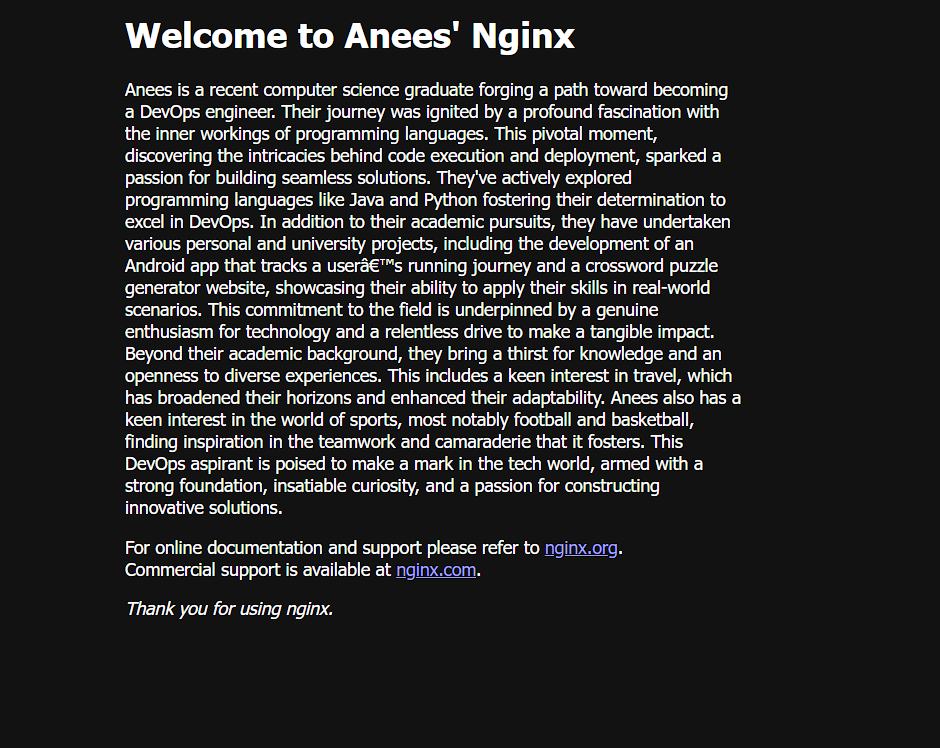 Welcome to Anees' Nginx
Anees is a recent computer science graduate forging a path toward becoming
a DevOps engineer. Their journey was ignited by a profound fascination with
the inner workings of programming languages. This pivotal moment,
discovering the intricacies behind code execution and deployment, sparked a
passion for building seamless solutions. They've actively explored
programming languages like Java and Python fostering their determination to
excel in DevOps. In addition to their academic pursuits, they have undertaken
various personal and university projects, including the development of an
Android app that tracks a userâ€™s running journey and a crossword puzzle
generator website, showcasing their ability to apply their skills in real-world
scenarios. This commitment to the field is underpinned by a genuine
enthusiasm for technology and a relentless drive to make a tangible impact.
Beyond their academic background, they bring a thirst for knowledge and an
openness to diverse experiences. This includes a keen interest in travel, which
has broadened their horizons and enhanced their adaptability. Anees also has a
keen interest in the world of sports, most notably football and basketball,
finding inspiration in the teamwork and camaraderie that it fosters. This
DevOps aspirant is poised to make a mark in the tech world, armed with a
strong foundation, insatiable curiosity, and a passion for constructing
innovative solutions.
For online documentation and support please refer to nginx.org.
Commercial support is available at nginx.com.
Thank you for using nginx.